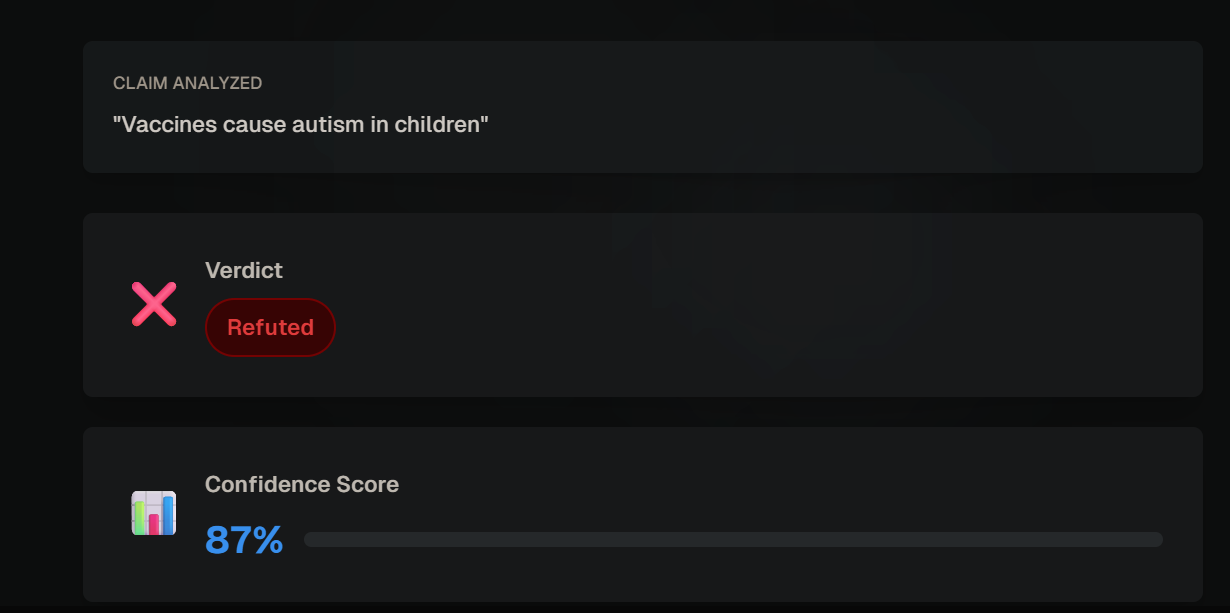 CLAIM ANALYZED
"Vaccines cause autism in children"
Verdict
Refuted
Confidence Score
87%